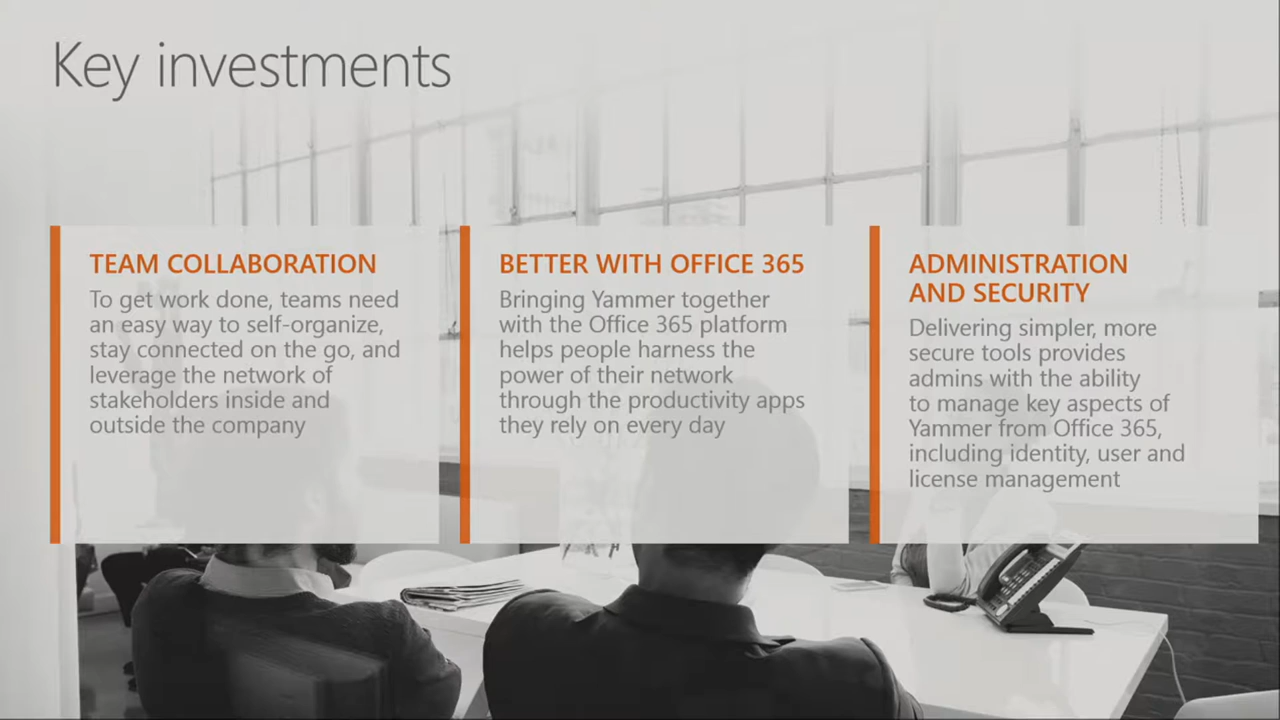 Key investments
TEAM COLLABORATION
To get work done, teams need
an easy way to self-organize,
stay connected on the go, and
leverage the network of
stakeholders inside and
outside the company
BETTER WITH OFFICE 365
Bringing Yammer together
with the Office 365 platform
helps people harness the
power of their network
through the productivity apps
they rely on every day
ADMINISTRATION
AND SECURITY
Delivering simpler, more
secure tools provides
admins with the ability
to manage key aspects of
Yammer from Office 365,
including identity, user and
license management